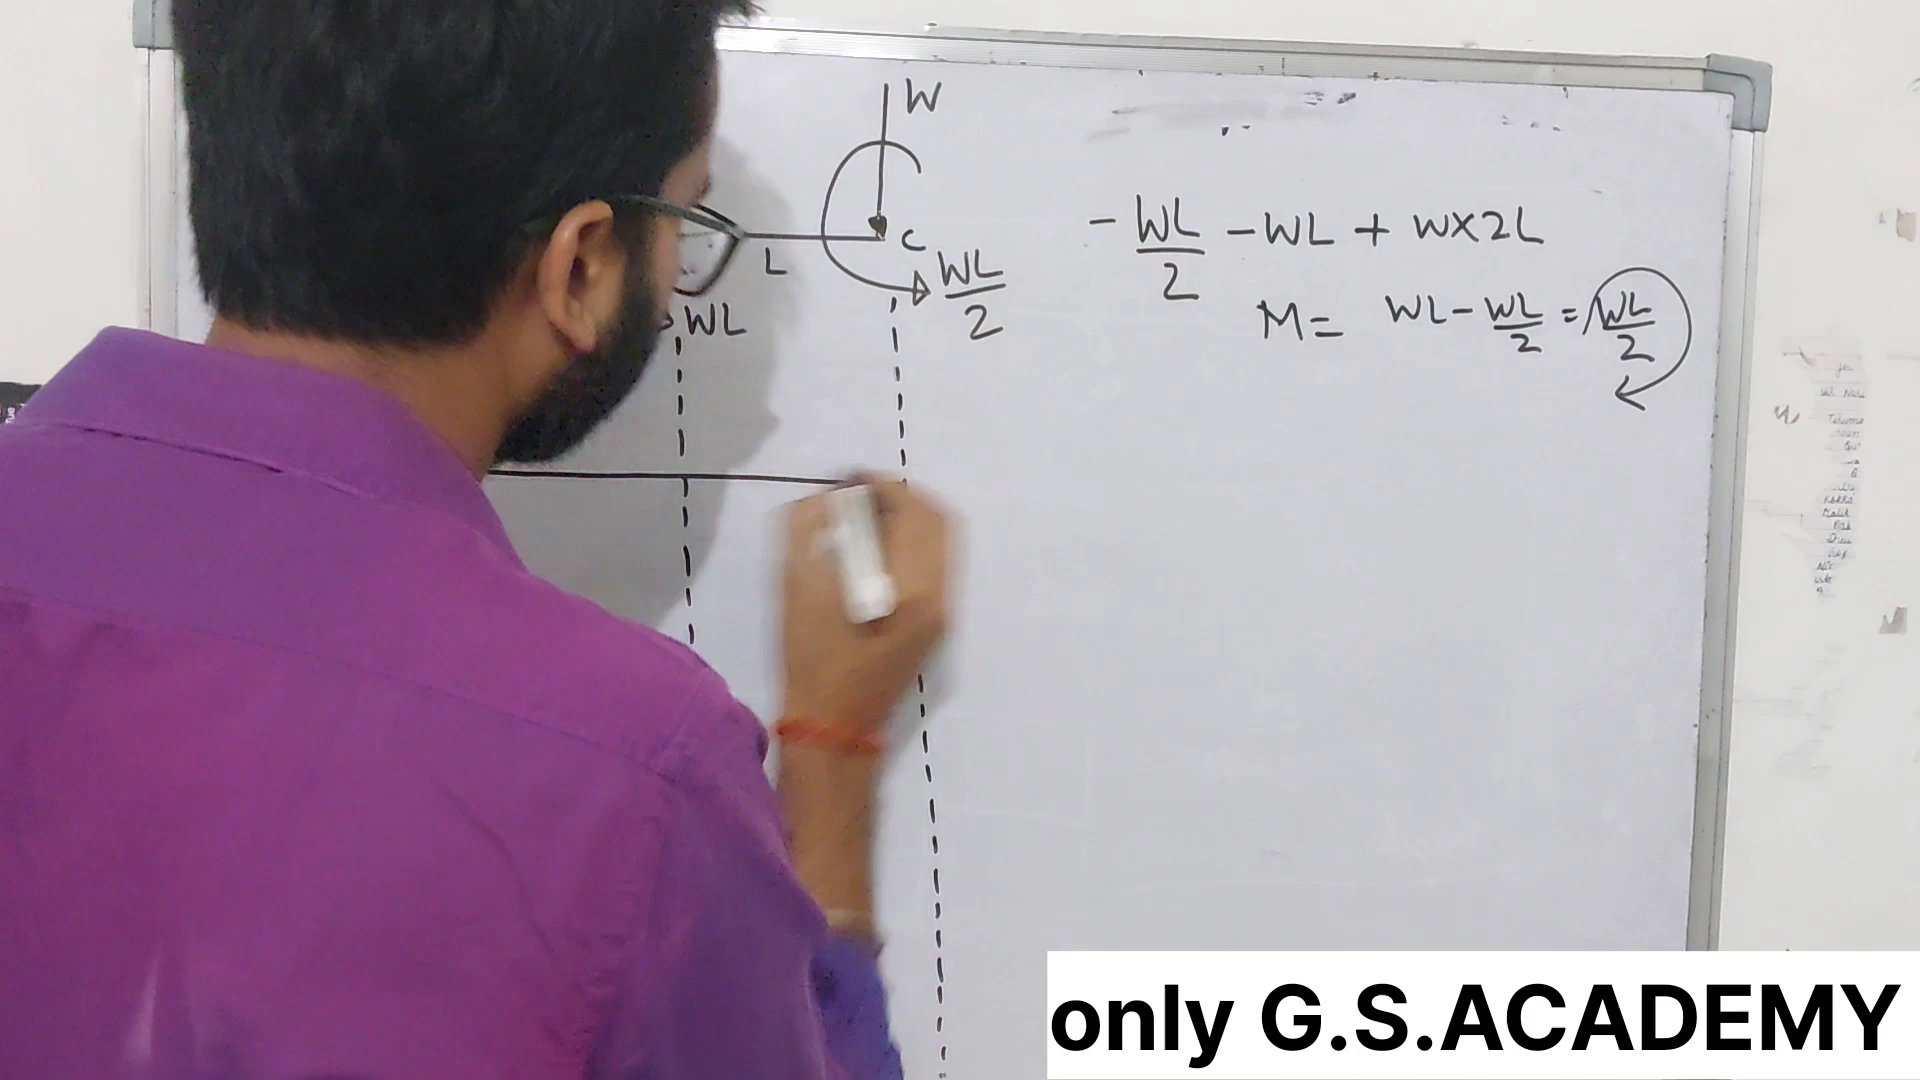 W
C
L
WL
2
WL
- WL/2 - WL + W×2L
M = WL - WL/2 = WL/2
only G.S.ACADEMY